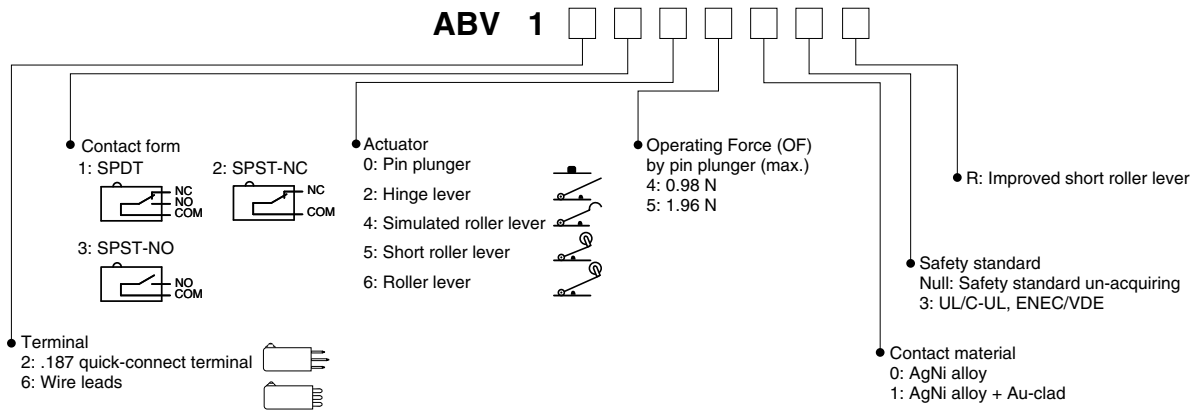 ABV 1
Contact form
1: SPDT
NC
NO
COM
2: SPST-NC
NC
COM
3: SPST-NO
NO
COM
Actuator
0: Pin plunger
2: Hinge lever
4: Simulated roller lever
5: Short roller lever
6: Roller lever
Operating Force (OF)
by pin plunger (max.)
4: 0.98 N
5: 1.96 N
R: Improved short roller lever
Safety standard
Null: Safety standard un-acquiring
3: UL/C-UL, ENEC/VDE
Terminal
2: .187 quick-connect terminal
6: Wire leads
Contact material
0: AgNi alloy
1: AgNi alloy + Au-clad